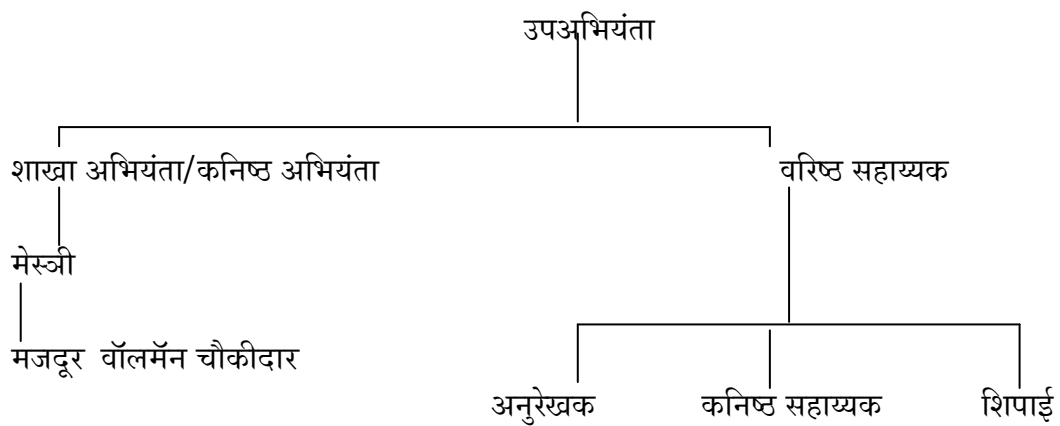 उपअभियंता
शाखा अभियंता/कनिष्ठ अभियंता वरिष्ठ सहाय्यक
मेस्त्री
मजदूर वॉलमॅन चौकीदार
अनुरेखक कनिष्ठ सहाय्यक शिपाई